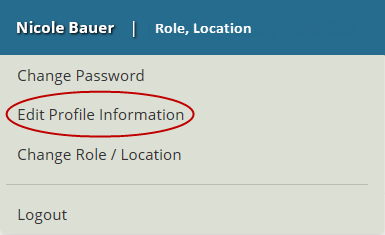 Nicole Bauer | Role, Location
Change Password
Edit Profile Information
Change Role / Location
Logout